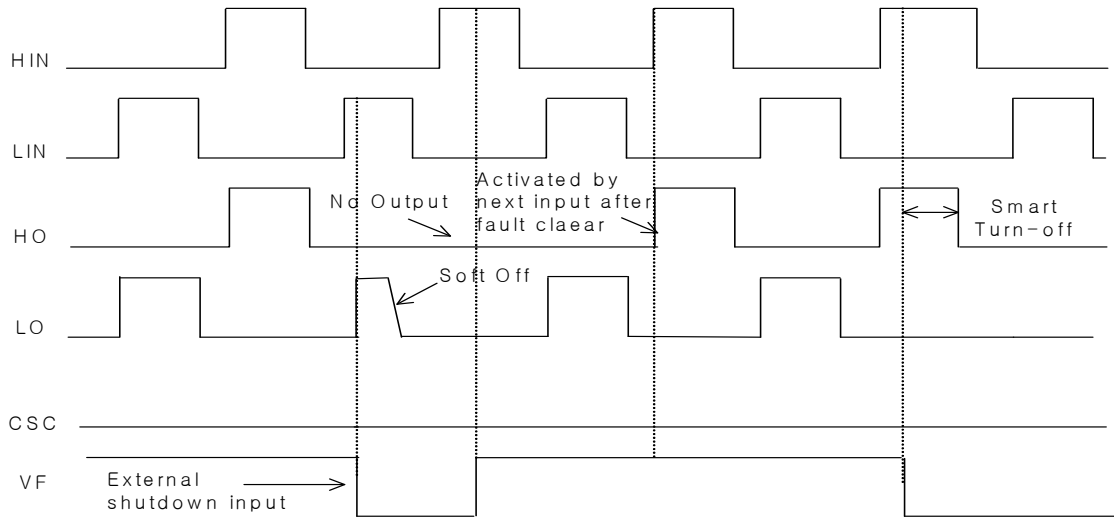 HIN
LIN
No Output
Activated by
next input after
fault claear
HO
Smart
Turn-off
Soft Off
LO
CSC
VF
External
shutdown input